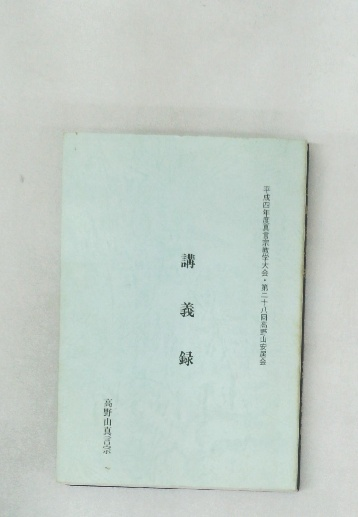 平成四年度真言宗教学大会・第二十八回高野山安居会
講義録
高野山真言宗